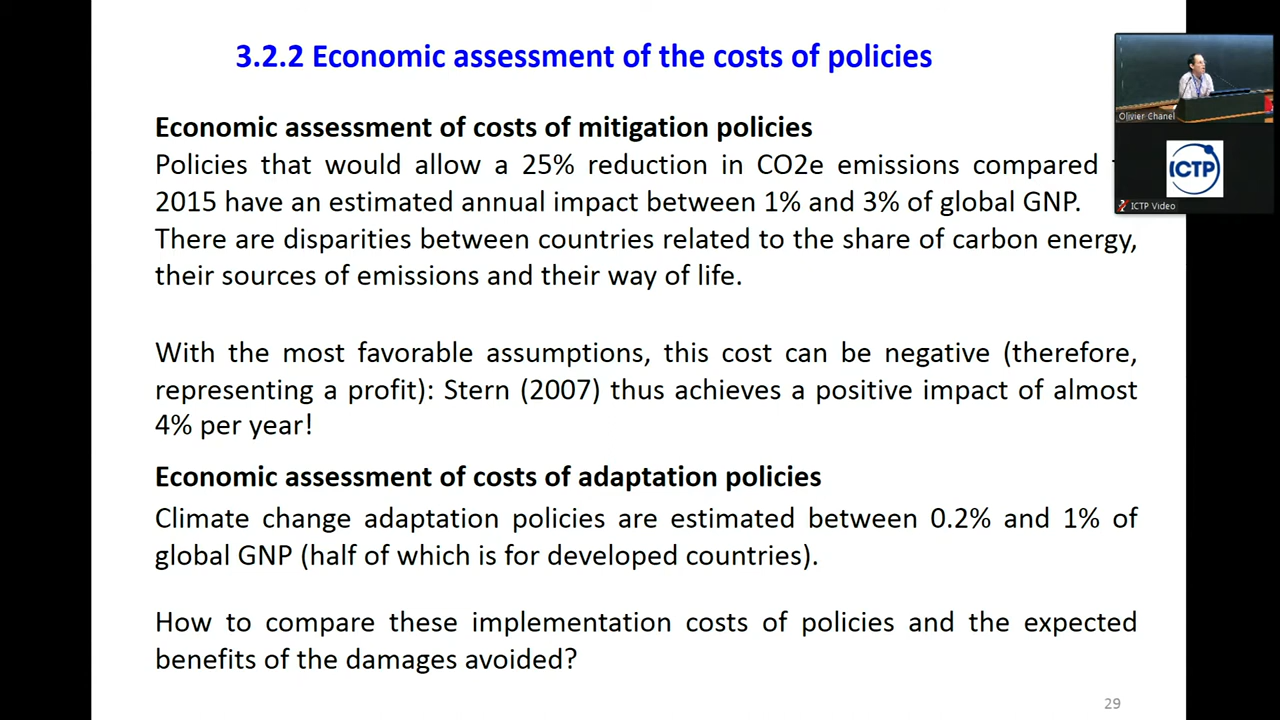 3.2.2 Economic assessment of the costs of policies
Economic assessment of costs of mitigation policies
Policies that would allow a 25% reduction in CO2e emissions compared
2015 have an estimated annual impact between 1% and 3% of global GNP.
There are disparities between countries related to the share of carbon energy,
their sources of emissions and their way of life.
With the most favorable assumptions, this cost can be negative (therefore,
representing a profit): Stern (2007) thus achieves a positive impact of almost
4% per year!
Economic assessment of costs of adaptation policies
Climate change adaptation policies are estimated between 0.2% and 1% of
global GNP (half of which is for developed countries).
How to compare these implementation costs of policies and the expected
benefits of the damages avoided?
29
Olivier Chanel
ICTP
ICTP Video